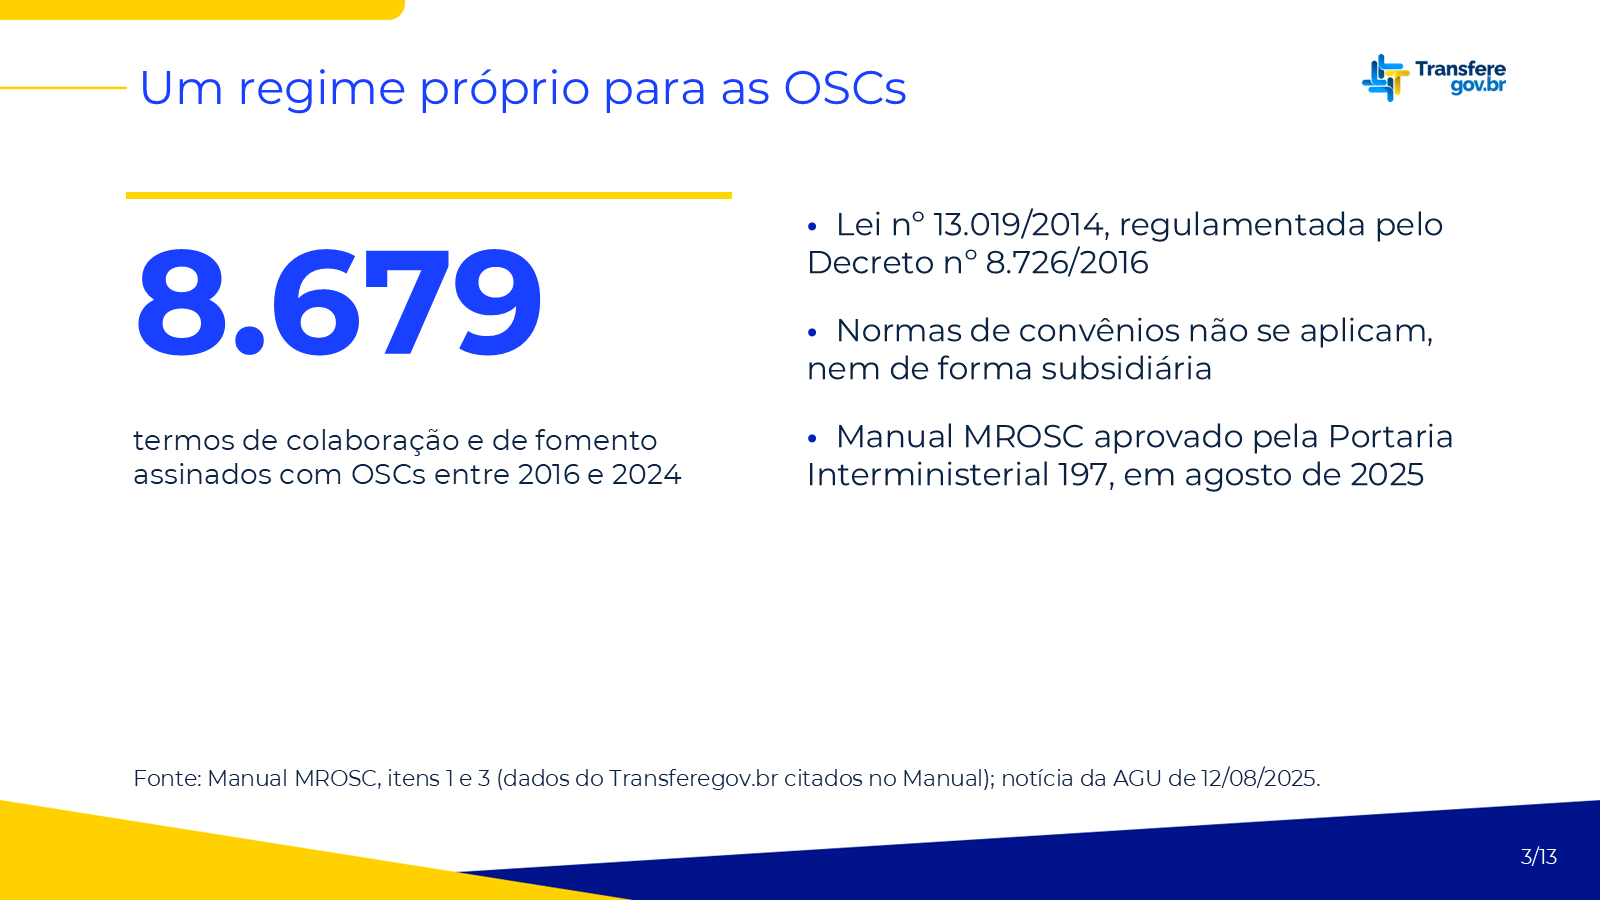 Um regime próprio para as OSCs
Transfere
gov.br
8.679
termos de colaboração e de fomento
assinados com OSCs entre 2016 e 2024
• Lei nº 13.019/2014, regulamentada pelo
Decreto nº 8.726/2016
• Normas de convênios não se aplicam,
nem de forma subsidiária
• Manual MROSC aprovado pela Portaria
Interministerial 197, em agosto de 2025
Fonte: Manual MROSC, itens 1 e 3 (dados do Transferegov.br citados no Manual); notícia da AGU de 12/08/2025.
3/13